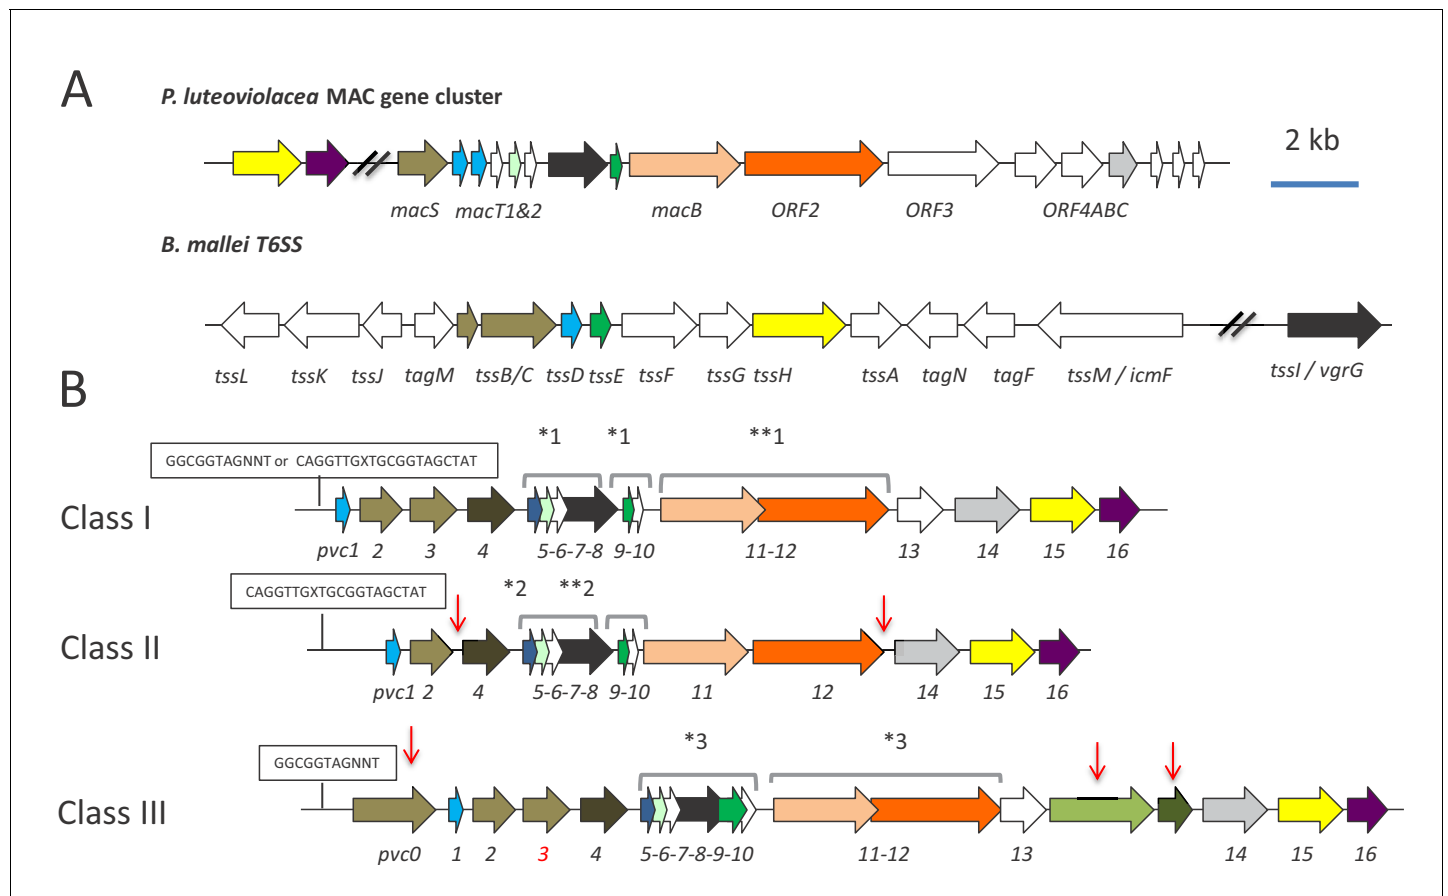 A
P. luteoviolacea MAC gene cluster
2 kb
macS macT1&2 macB ORF2 ORF3 ORF4ABC
B. mallei T6SS
tssL tssK tssJ tagM tssB/C tssD tssE tssF tssG tssH tssA tagN tagF tssM / icmF tssI / vgrG
B
*1 *1 **1
GGCGGTAGNNT or CAGGTTGXTGCGGTAGCTAT
Class I
pvc1 2 3 4 5-6-7-8 9-10 11-12 13 14 15 16
*2 **2
CAGGTTGXTGCGGTAGCTAT
Class II
pvc1 2 4 5-6-7-8 9-10 11 12 14 15 16
*3 *3
GGCGGTAGNNT
Class III
pvc0 1 2 3 4 5-6-7-8-9-10 11-12 13 14 15 16